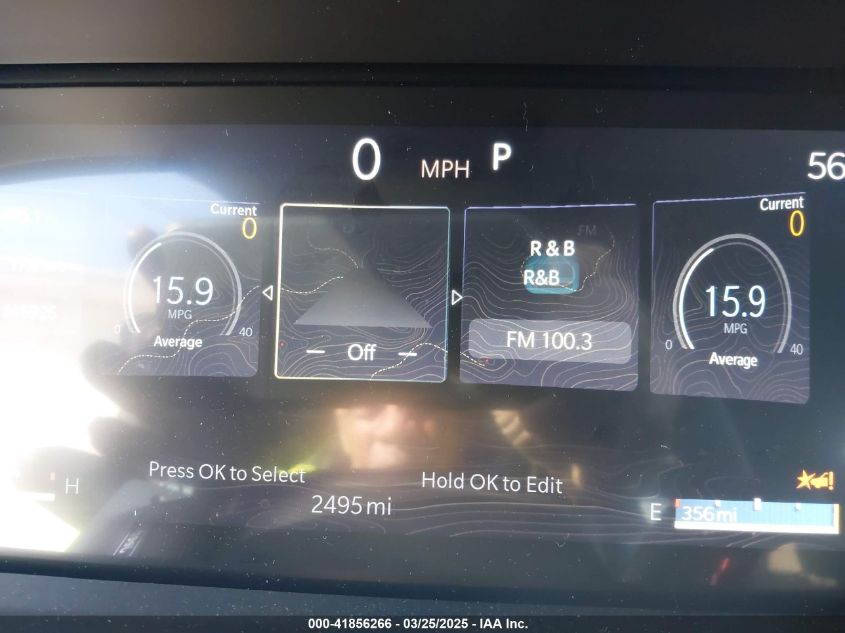 0 MPH P 56
Current
0
15.9
MPG
0 40
Average
Off
FM
R & B
R&B
FM 100.3
Current
0
15.9
MPG
0 40
Average
Press OK to Select
Hold OK to Edit
H
2495 mi
E 356 mi
000-41856266 - 03/25/2025 - IAA Inc.